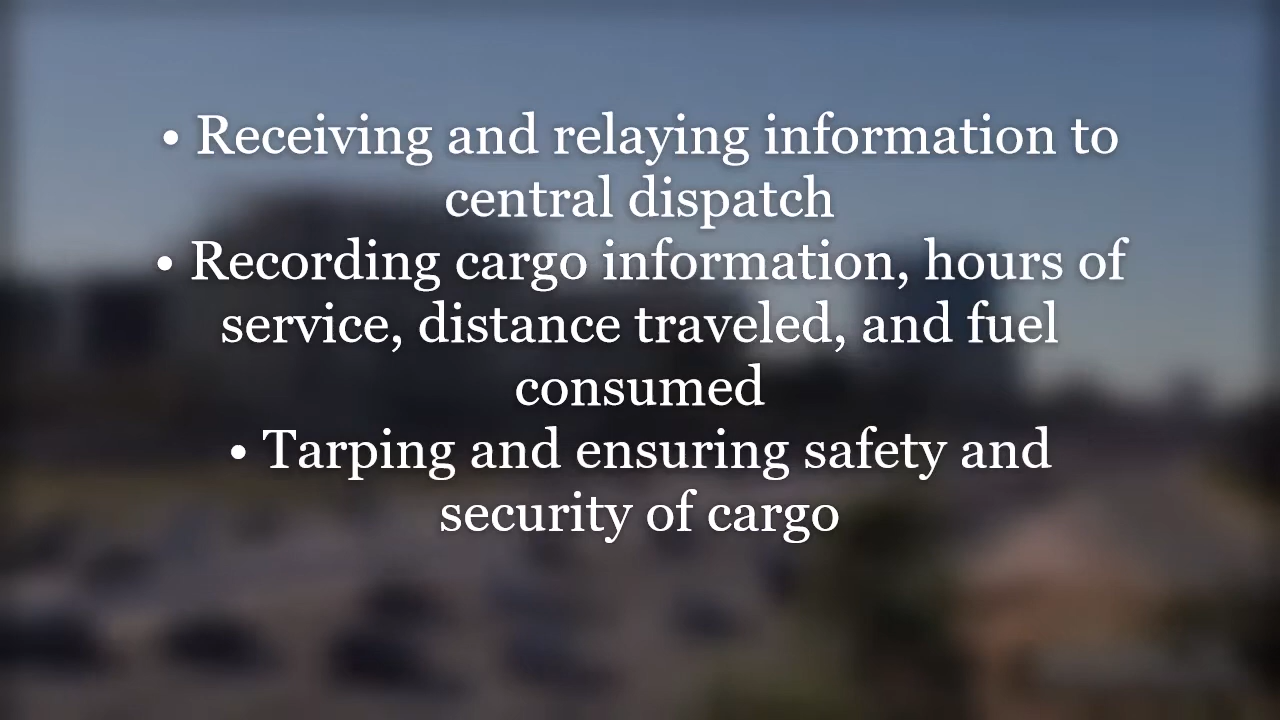 • Receiving and relaying information to
central dispatch
• Recording cargo information, hours of
service, distance traveled, and fuel
consumed
• Tarping and ensuring safety and
security of cargo